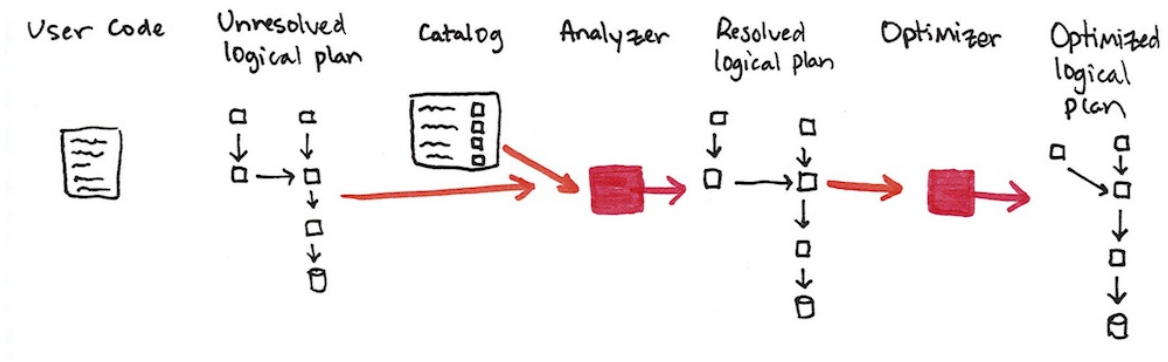 User Code
Unresolved
logical plan
Catalog
Analyzer
Resolved
logical plan
Optimizer
Optimized
logical
plan